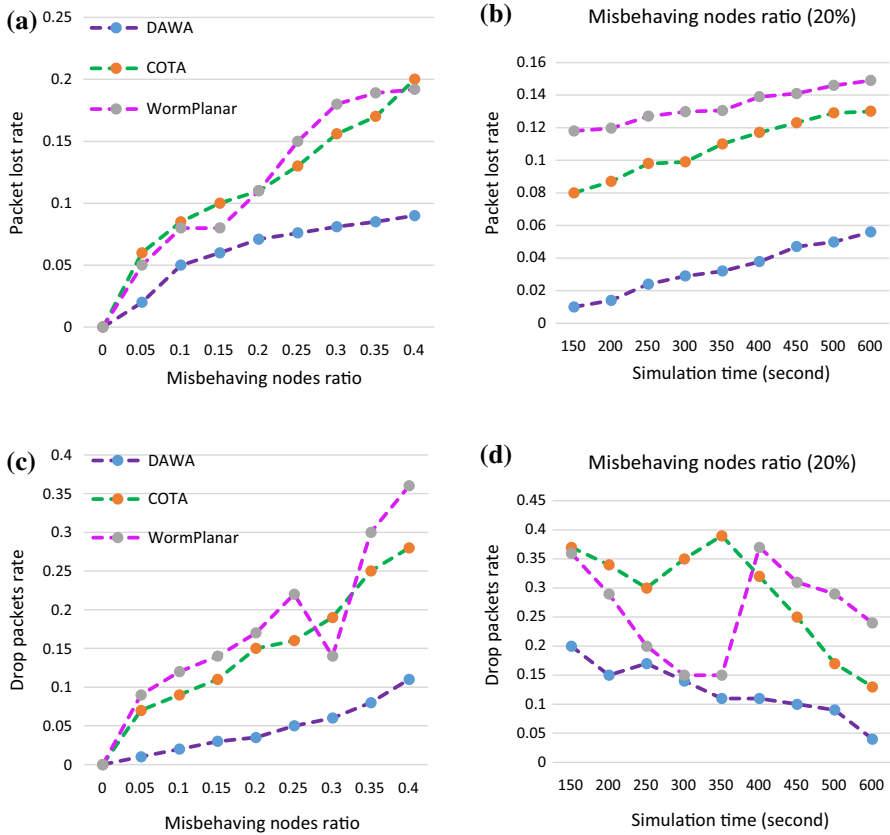 (a)
0.25
0.2
0.15
0.1
0.05
0
Packet lost rate
DAWA
COTA
WormPlanar
0 0.05 0.1 0.15 0.2 0.25 0.3 0.35 0.4
Misbehaving nodes ratio
(b)
Misbehaving nodes ratio (20%)
0.16
0.14
0.12
0.1
0.08
0.06
0.04
0.02
0
Packet lost rate
150 200 250 300 350 400 450 500 600
Simulation time (second)
(c)
0.4
0.35
0.3
0.25
0.2
0.15
0.1
0.05
0
Drop packets rate
DAWA
COTA
WormPlanar
0 0.05 0.1 0.15 0.2 0.25 0.3 0.35 0.4
Misbehaving nodes ratio
(d)
Misbehaving nodes ratio (20%)
0.45
0.4
0.35
0.3
0.25
0.2
0.15
0.1
0.05
0
Drop packets rate
150 200 250 300 350 400 450 500 600
Simulation time (second)